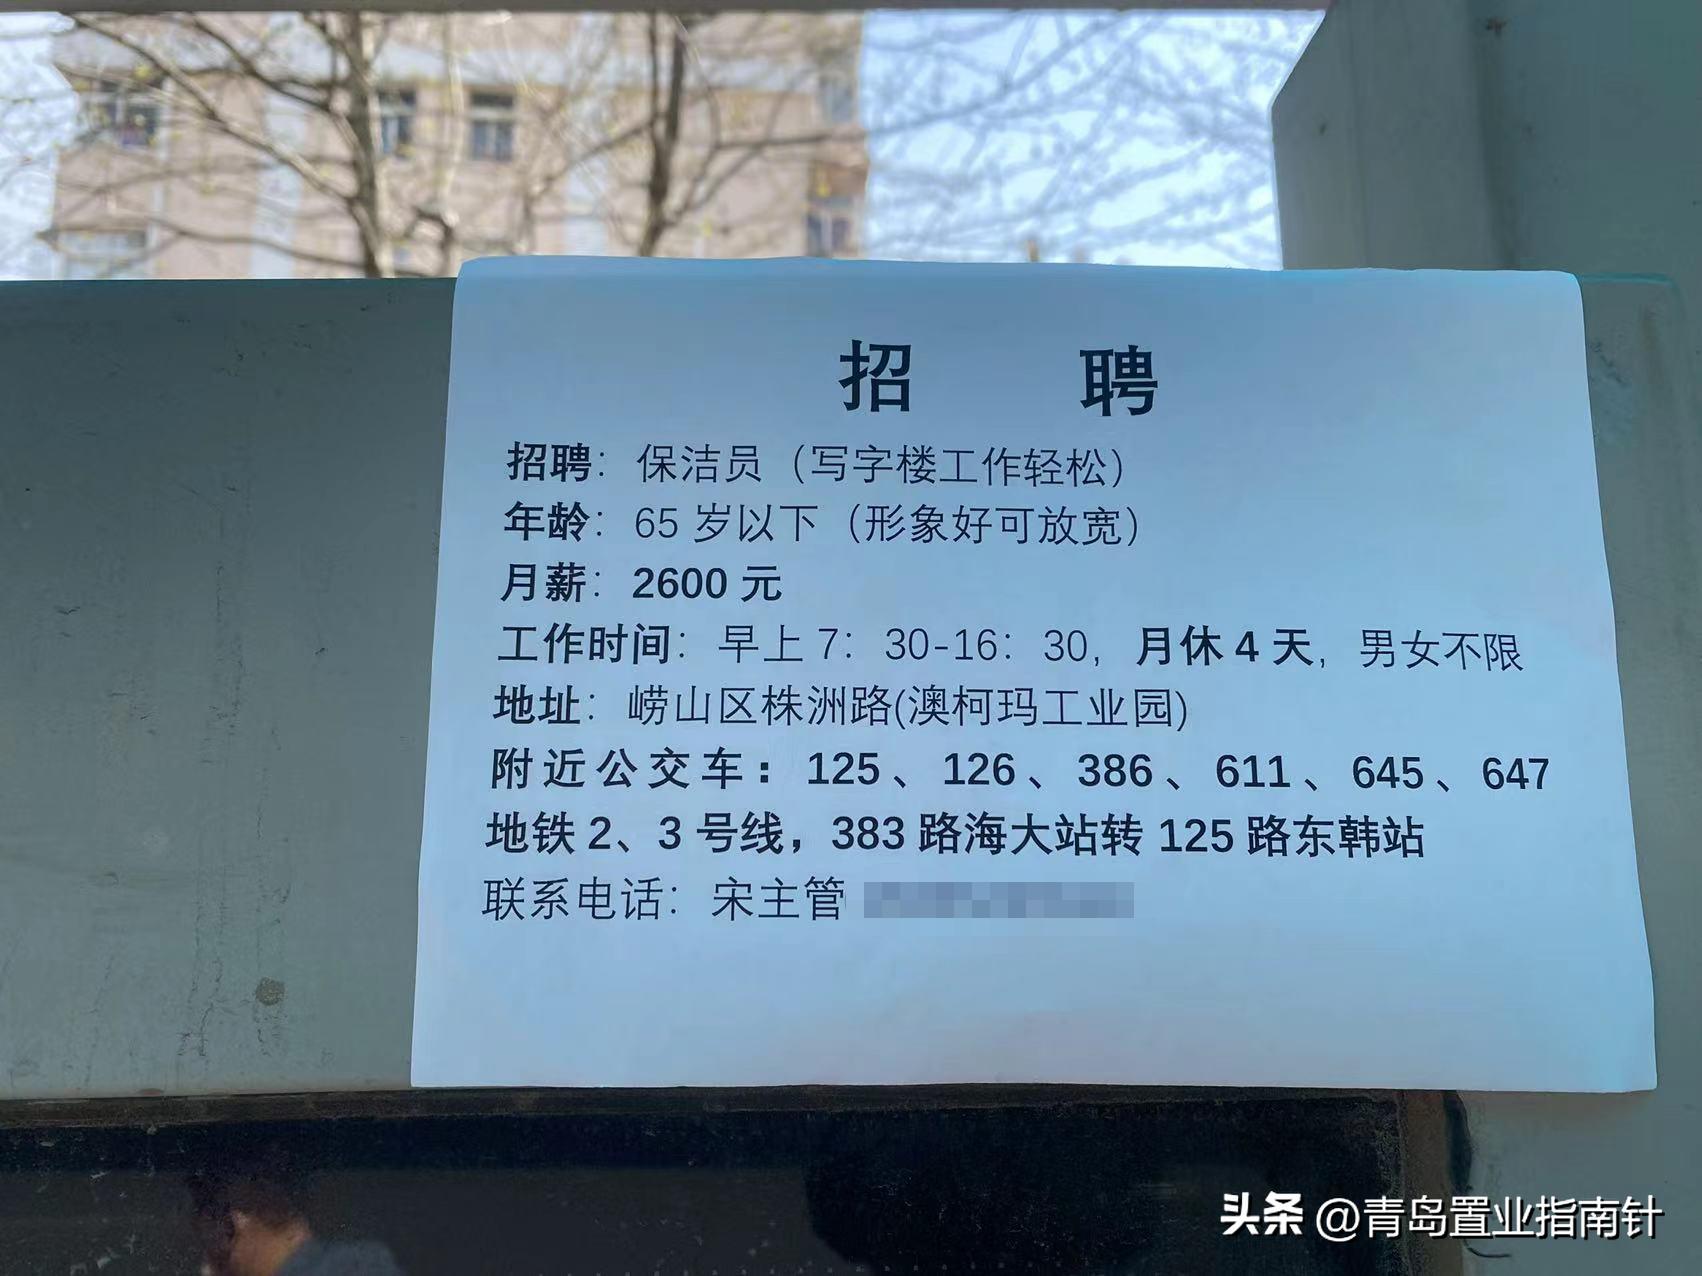 招 聘
招聘：保洁员（写字楼工作轻松）
年龄：65 岁以下（形象好可放宽）
月薪：2600 元
工作时间：早上 7：30-16：30，月休 4 天，男女不限
地址：崂山区株洲路(澳柯玛工业园)
附近公交车：125、126、386、611、645、647
地铁 2、3 号线，383 路海大站转 125 路东韩站
联系电话：宋主管
头条 @青岛置业指南针